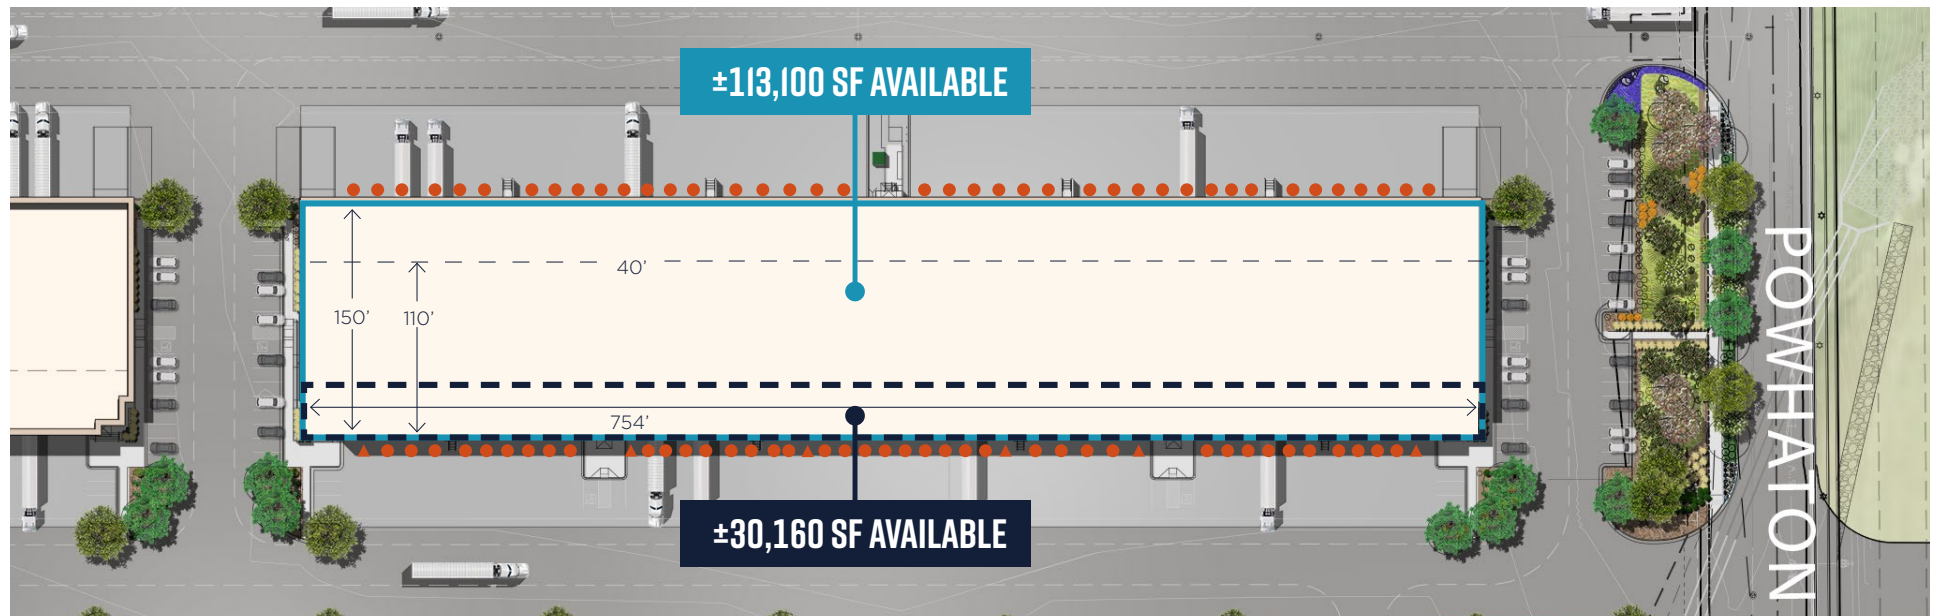 ±113,100 SF AVAILABLE
40’
150’
110’
754’
±30,160 SF AVAILABLE
POWHATON